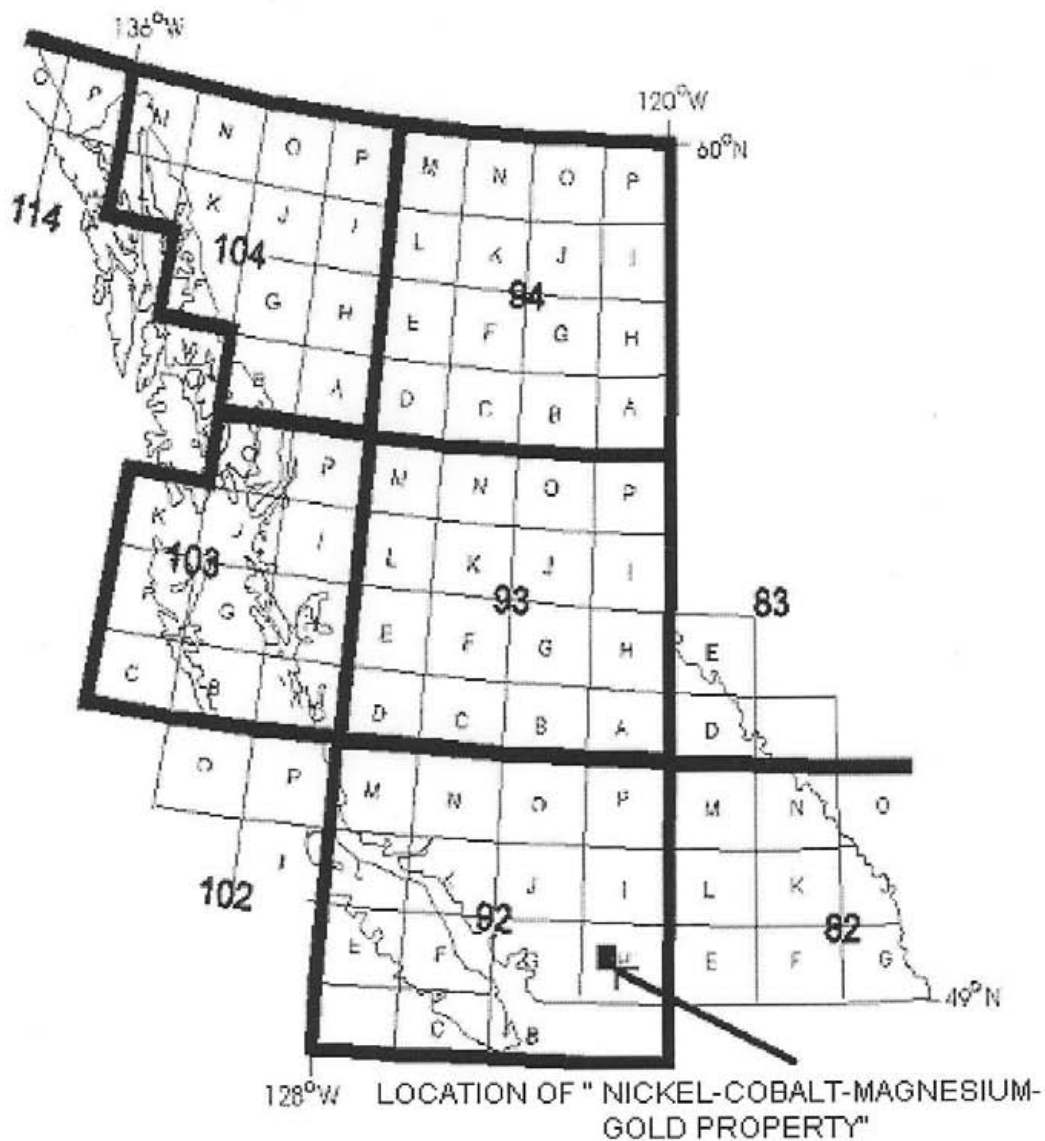 136°W
120°W
60°N
O P M N O P M N O P
114
K J I L K J I
104
94
G H E F G H
B A D C B A
O P M N O P
K J I L K J I
103
93
83
G E F G H E
C B D C B A D
O P M N O P M N O
J I L K
102
92
82
E F G E F G
49°N
C B
128°W
LOCATION OF " NICKEL-COBALT-MAGNESIUM-
GOLD PROPERTY"